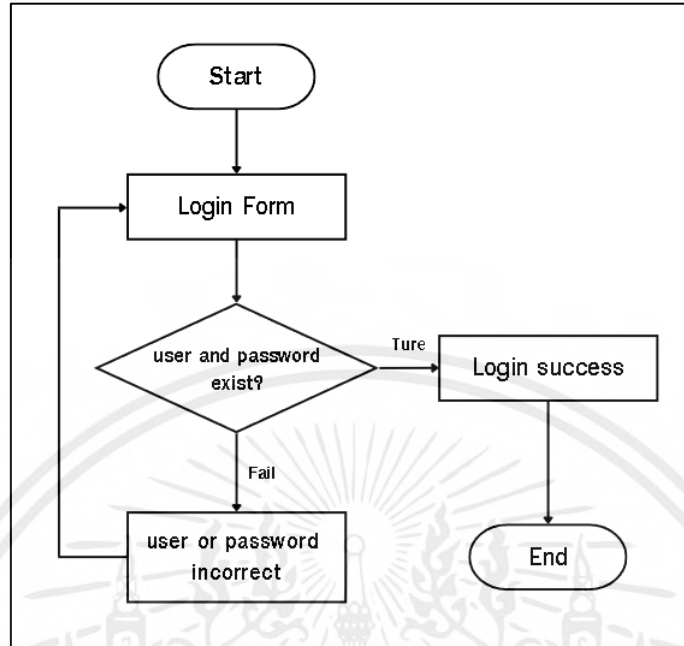 Start
Login Form
user and password
exist?
Ture
Login success
Fail
user or password
incorrect
End